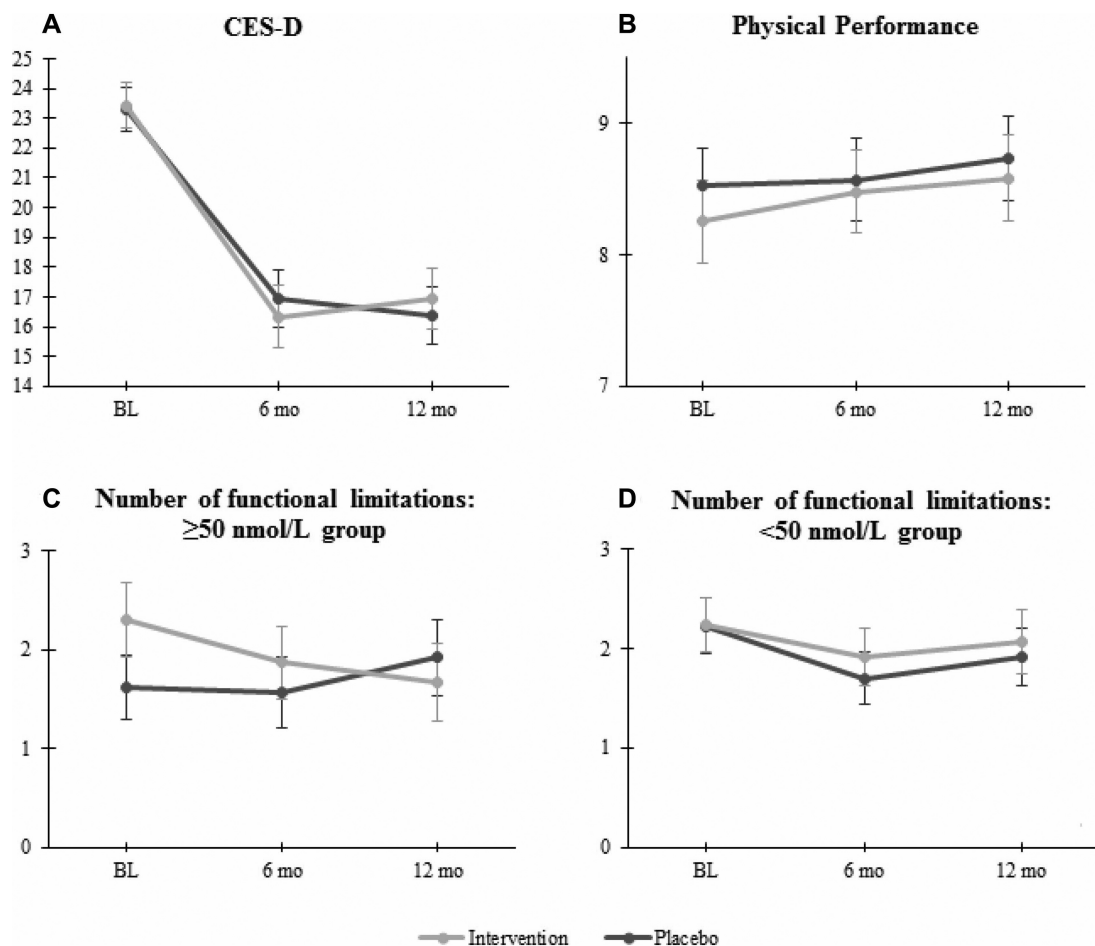 A
CES-D
25
24
23
22
21
20
19
18
17
16
15
14
BL
6 mo
12 mo
B
Physical Performance
9
8
7
BL
6 mo
12 mo
C
Number of functional limitations:
≥50 nmol/L group
3
2
1
0
BL
6 mo
12 mo
D
Number of functional limitations:
<50 nmol/L group
3
2
1
0
BL
6 mo
12 mo
Intervention
Placebo